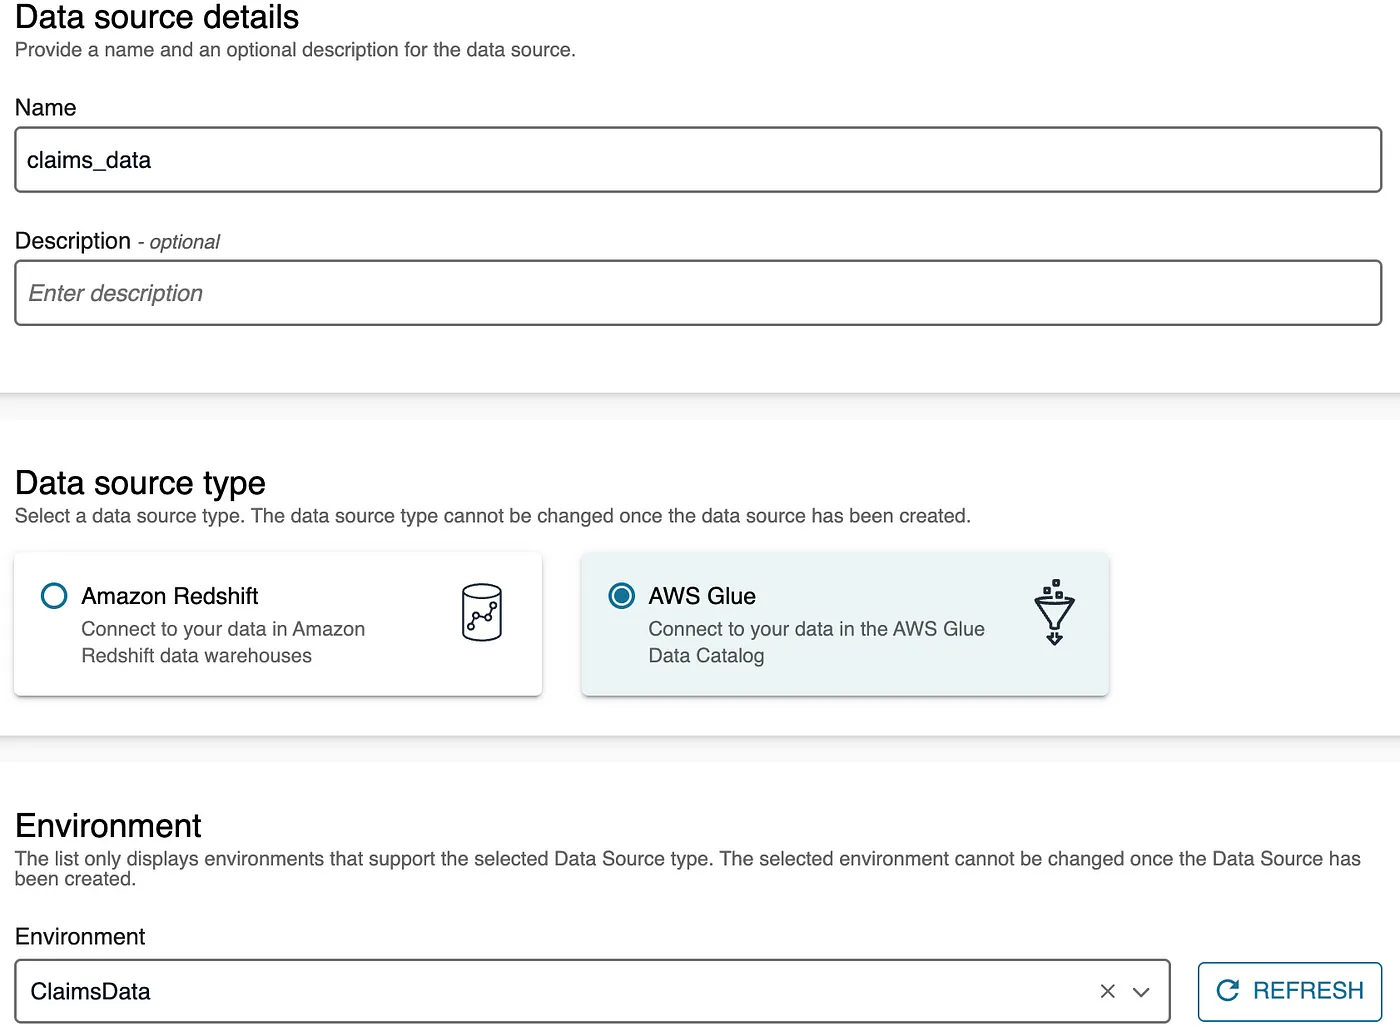 Data source details
Provide a name and an optional description for the data source.
Name
claims_data
Description - optional
Enter description
Data source type
Select a data source type. The data source type cannot be changed once the data source has been created.
Amazon Redshift
Connect to your data in Amazon
Redshift data warehouses
AWS Glue
Connect to your data in the AWS Glue
Data Catalog
Environment
The list only displays environments that support the selected Data Source type. The selected environment cannot be changed once the Data Source has
been created.
Environment
ClaimsData
REFRESH